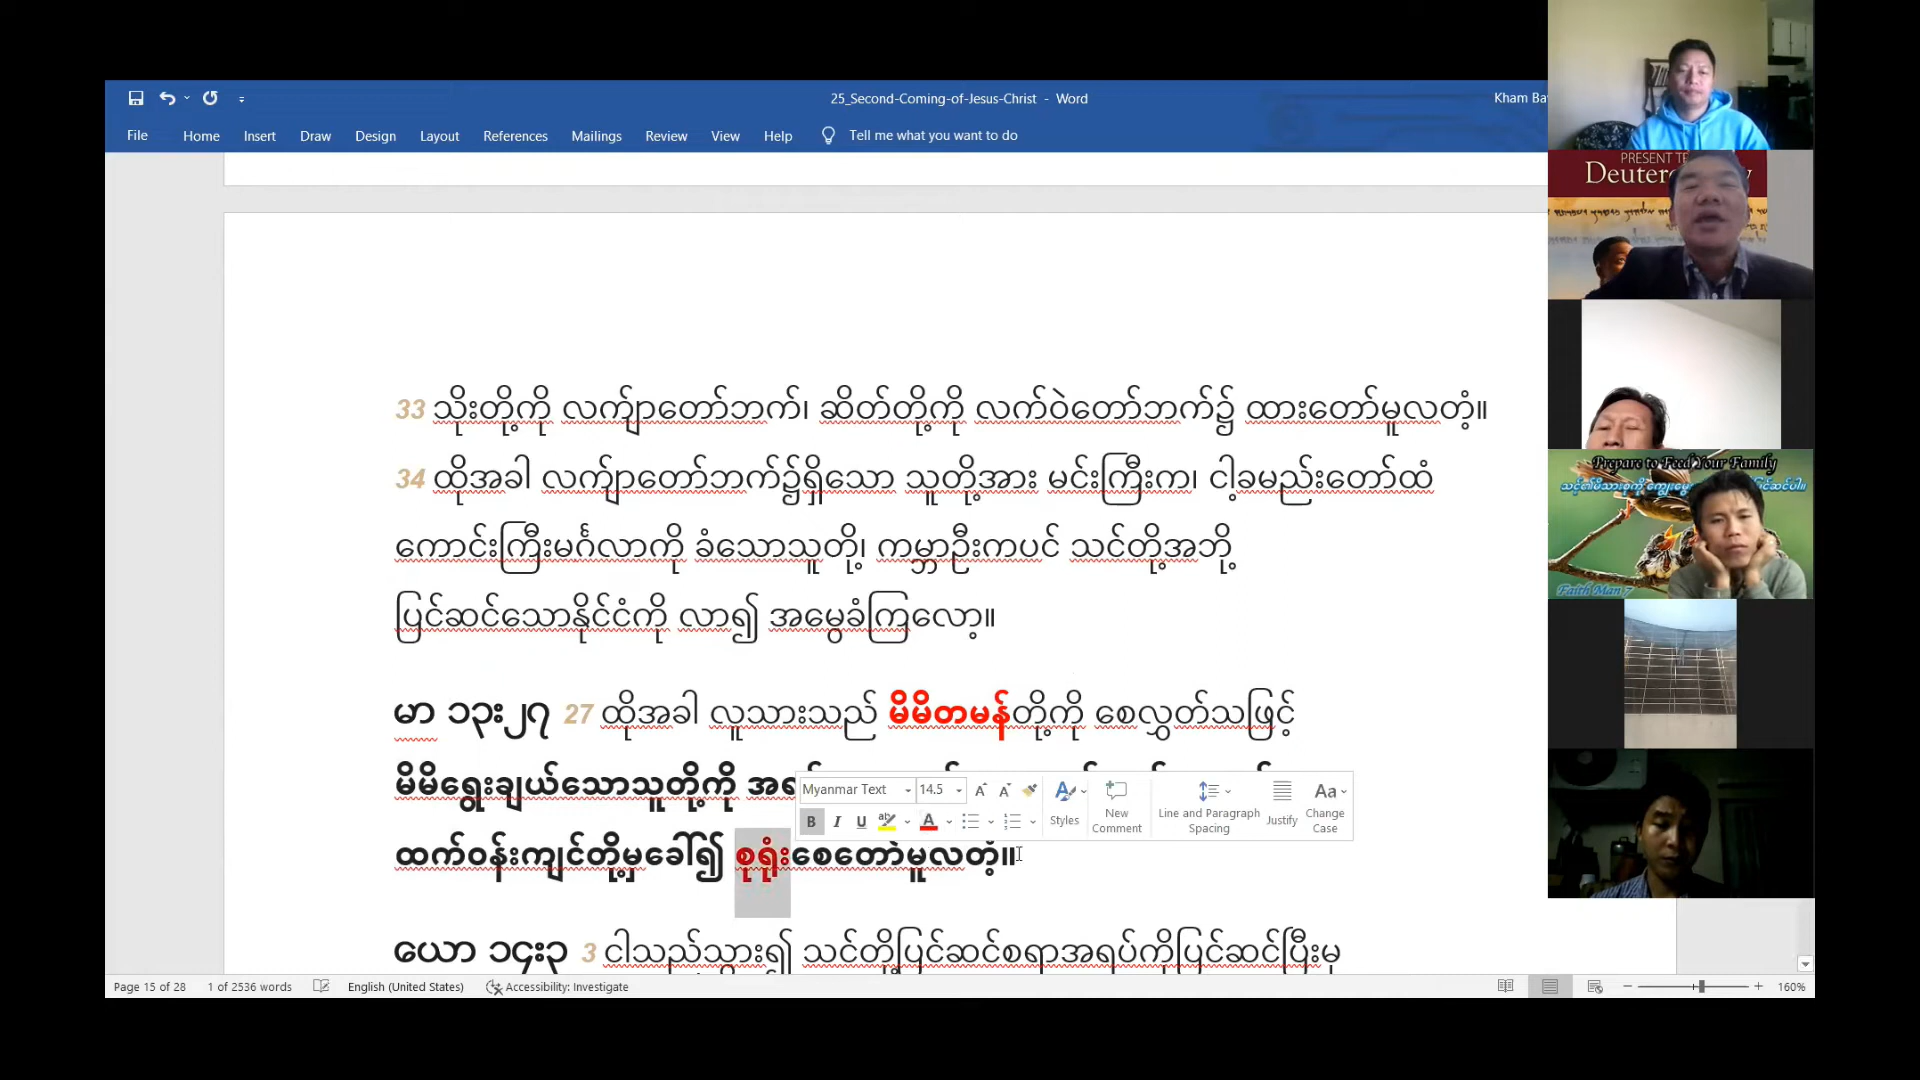 25_Second-Coming-of-Jesus-Christ - Word
Kham
File Home Insert Draw Design Layout References Mailings Review View Help Tell me what you want to do
33 သိုးတို့ကို လက်ျာတော်ဘက်၊ ဆိတ်တို့ကို လက်ဝဲတော်ဘက်၌ ထားတော်မူလတံ့။
34 ထိုအခါ လက်ျာတော်ဘက်၌ရှိသော သူတို့အား မင်းကြီးက၊ ငါ့ခမည်းတော်ထံ
ကောင်းကြီးမင်္ဂလာကို ခံသောသူတို့၊ ကမ္ဘာဦးကပင် သင်တို့အဘို့
ပြင်ဆင်သောနိုင်ငံကို လာ၍ အမွေခံကြလော့။
မာ ၁၃း၂၇ 27 ထိုအခါ လူသားသည် မိမိတမန်တို့ကို စေလွှတ်သဖြင့်
မိမိရွေးချယ်သောသူတို့ကို
ထက်ဝန်းကျင်တို့မှခေါ်၍ စုရုံးစေတော်မူလတံ့။
ယော ၁၄း၃ 3 ငါသည်သွား၍ သင်တို့ပြင်ဆင်စရာအရပ်ကိုပြင်ဆင်ပြီးမှ
Myanmar Text 14.5
Styles
New Comment
Line and Paragraph Spacing
Justify
Change Case
Page 15 of 28 1 of 2536 words English (United States) Accessibility: Investigate 160%
PRESENT
Prepare to Feed Your Family
Faith Man 7